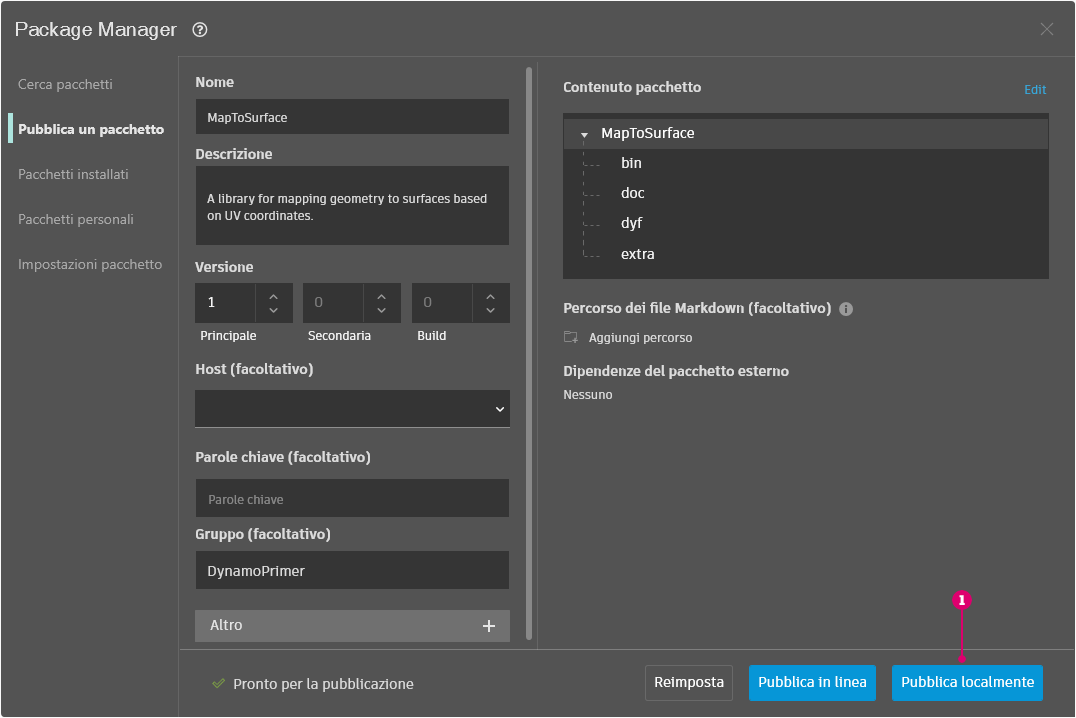 Package Manager ?
Cerca pacchetti
Pubblica un pacchetto
Pacchetti installati
Pacchetti personali
Impostazioni pacchetto
Nome
MapToSurface
Descrizione
A library for mapping geometry to surfaces based
on UV coordinates.
Versione
1 0 0
Principale Secondaria Build
Host (facoltativo)
Parole chiave (facoltativo)
Parole chiave
Gruppo (facoltativo)
DynamoPrimer
Altro +
Contenuto pacchetto Edit
MapToSurface
bin
doc
dyf
extra
Percorso dei file Markdown (facoltativo) i
Aggiungi percorso
Dipendenze del pacchetto esterno
Nessuno
1
Pronto per la pubblicazione
Reimposta Pubblica in linea Pubblica localmente